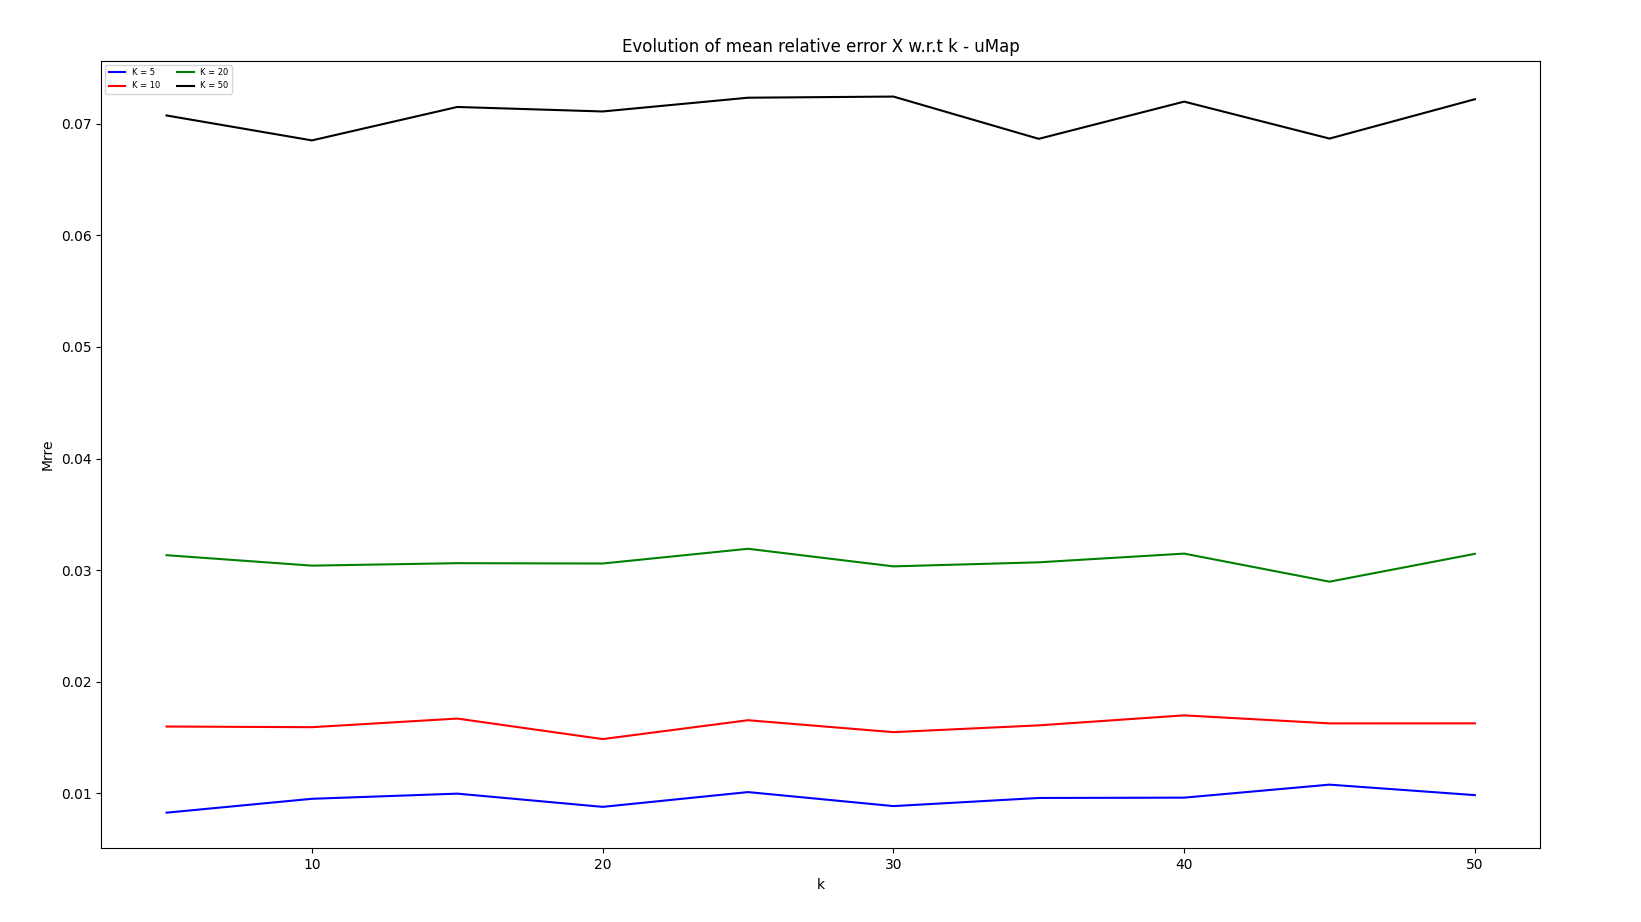 Evolution of mean relative error X w.r.t k - uMap
K = 5
K = 10
K = 20
K = 50
0.07
0.06
0.05
0.04
0.03
0.02
0.01
Mrre
10 20 30 40 50
k